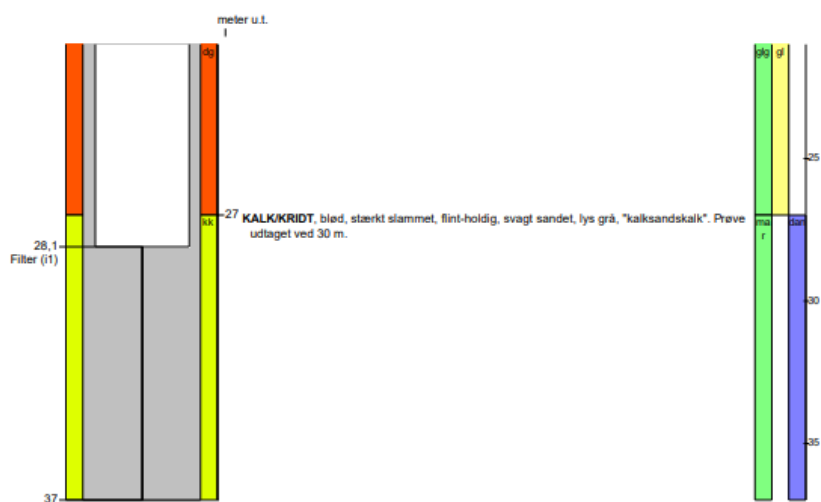 meter u.t.
dg
glg
gl
25
27 KALK/KRIDT, blød, stærkt slammet, flint-holdig, svagt sandet, lys grå, "kalksandskalk". Prøve
udtaget ved 30 m.
kk
ma
r
dan
28,1
Filter (i1)
30
35
37